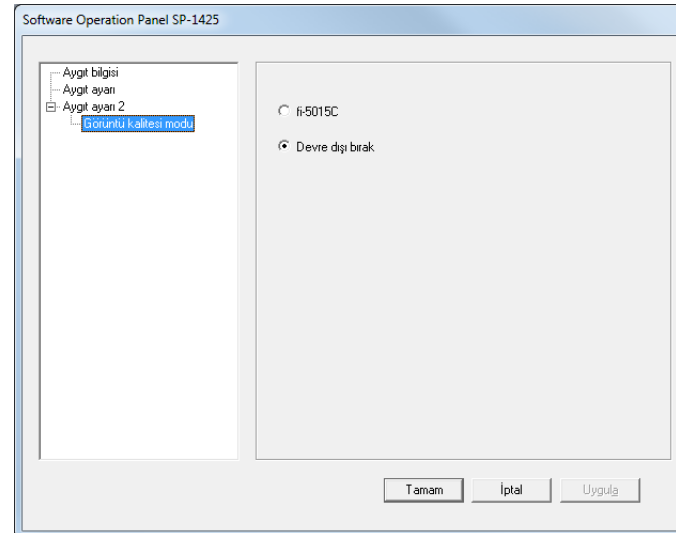 Software Operation Panel SP-1425
Aygıt bilgisi
Aygıt ayarı
Aygıt ayarı 2
Görüntü kalitesi modu
fi-5015C
Devre dışı bırak
Tamam
İptal
Uygula